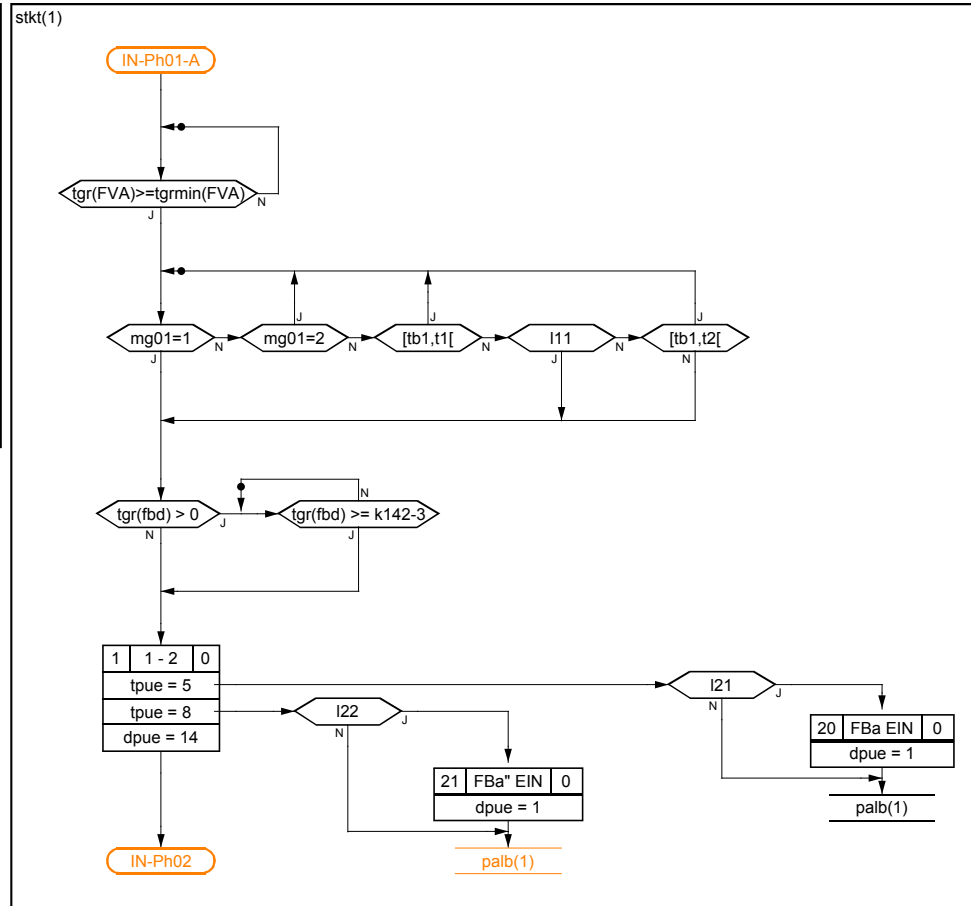 stkt(1)
IN-Ph01-A
tgr(FVA)>=tgrmin(FVA)
N
J
J
J
J
mg01=1
mg01=2
[tb1,t1[
l11
[tb1,t2[
N
N
N
N
J
J
N
N
tgr(fbd) > 0
tgr(fbd) >= k142-3
J
N
J
1
1 - 2
0
tpue = 5
l21
J
N
tpue = 8
l22
J
N
dpue = 14
20
FBa EIN
0
dpue = 1
21
FBa" EIN
0
dpue = 1
palb(1)
IN-Ph02
palb(1)